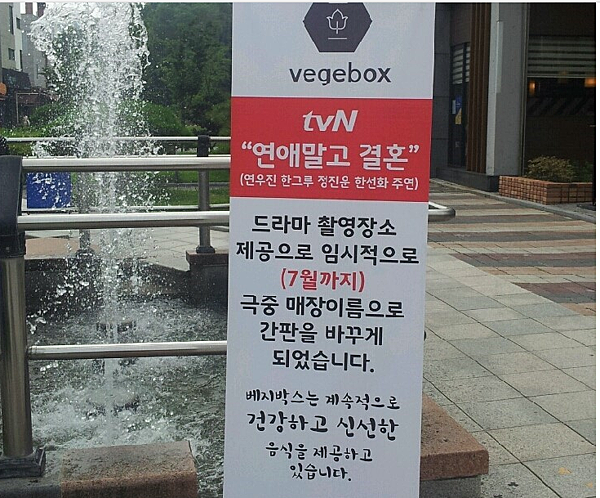 vegebox
tvN
“연애말고 결혼”
(연우진 한그루 정진운 한선화 주연)
드라마 촬영장소
제공으로 임시적으로
(7월까지)
극중 매장이름으로
간판을 바꾸게
되었습니다.
베지박스는 계속적으로
건강하고 신선한
음식을 제공하고
있습니다.